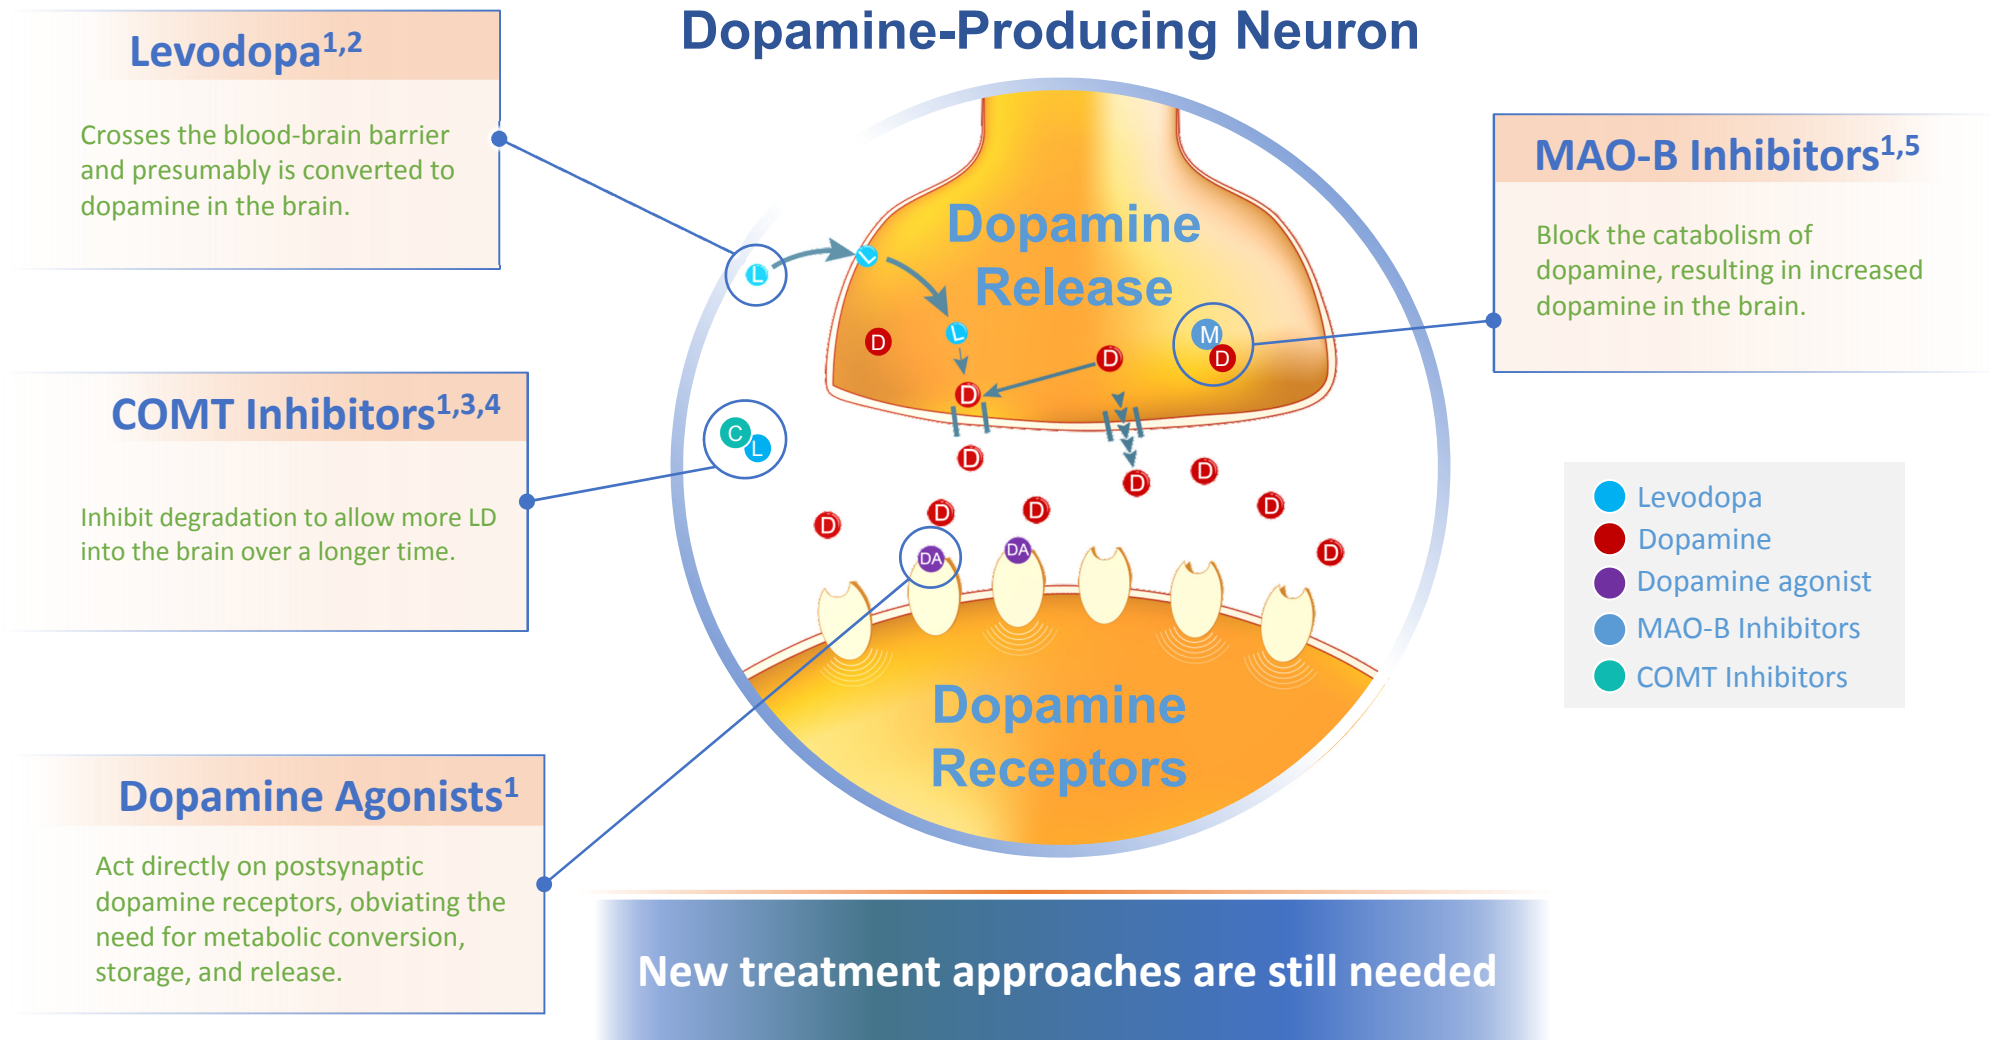 Dopamine-Producing Neuron
Levodopa1,2
Crosses the blood-brain barrier
and presumably is converted to
dopamine in the brain.
COMT Inhibitors1,3,4
Inhibit degradation to allow more LD
into the brain over a longer time.
Dopamine Agonists1
Act directly on postsynaptic
dopamine receptors, obviating the
need for metabolic conversion,
storage, and release.
MAO-B Inhibitors1,5
Block the catabolism of
dopamine, resulting in increased
dopamine in the brain.
Dopamine
Release
L
L
L
D
D
M
D
D
C
L
D
D
D
D
D
D
D
D
DA
DA
Dopamine
Receptors
Levodopa
Dopamine
Dopamine agonist
MAO-B Inhibitors
COMT Inhibitors
New treatment approaches are still needed